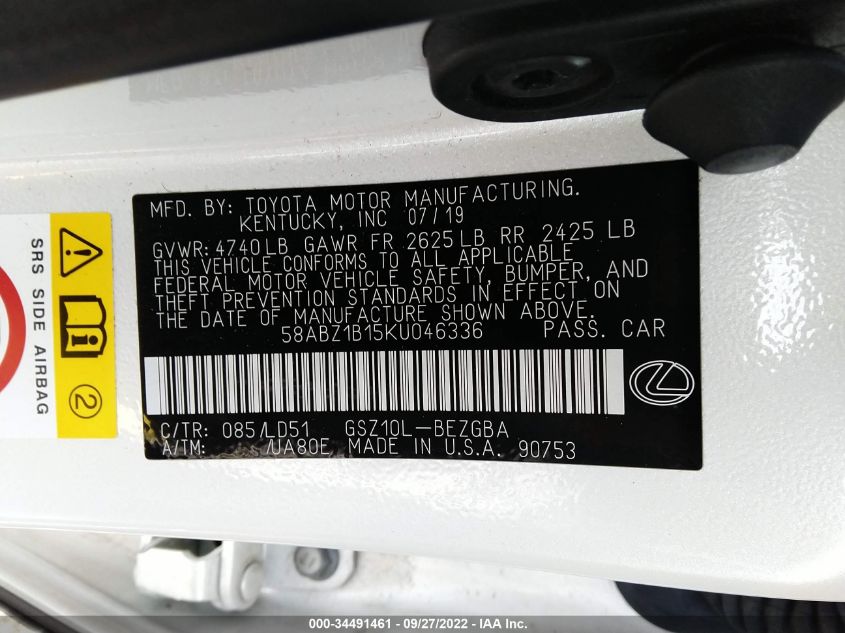 MFD. BY: TOYOTA MOTOR MANUFACTURING.
KENTUCKY, INC 07/19
GVWR: 4740LB GAWR FR 2625LB RR 2425 LB
THIS VEHICLE CONFORMS TO ALL APPLICABLE
FEDERAL MOTOR VEHICLE SAFETY, BUMPER, AND
THEFT PREVENTION STANDARDS IN EFFECT ON
THE DATE OF MANUFACTURE SHOWN ABOVE.
58ABZ1B15KU046336 PASS. CAR
C/TR: 085/LD51 GSZ10L-BEZGBA
A/TM: /UA80E MADE IN U.S.A. 90753
SRS SIDE AIRBAG
2
000-34491461 - 09/27/2022 - IAA Inc.